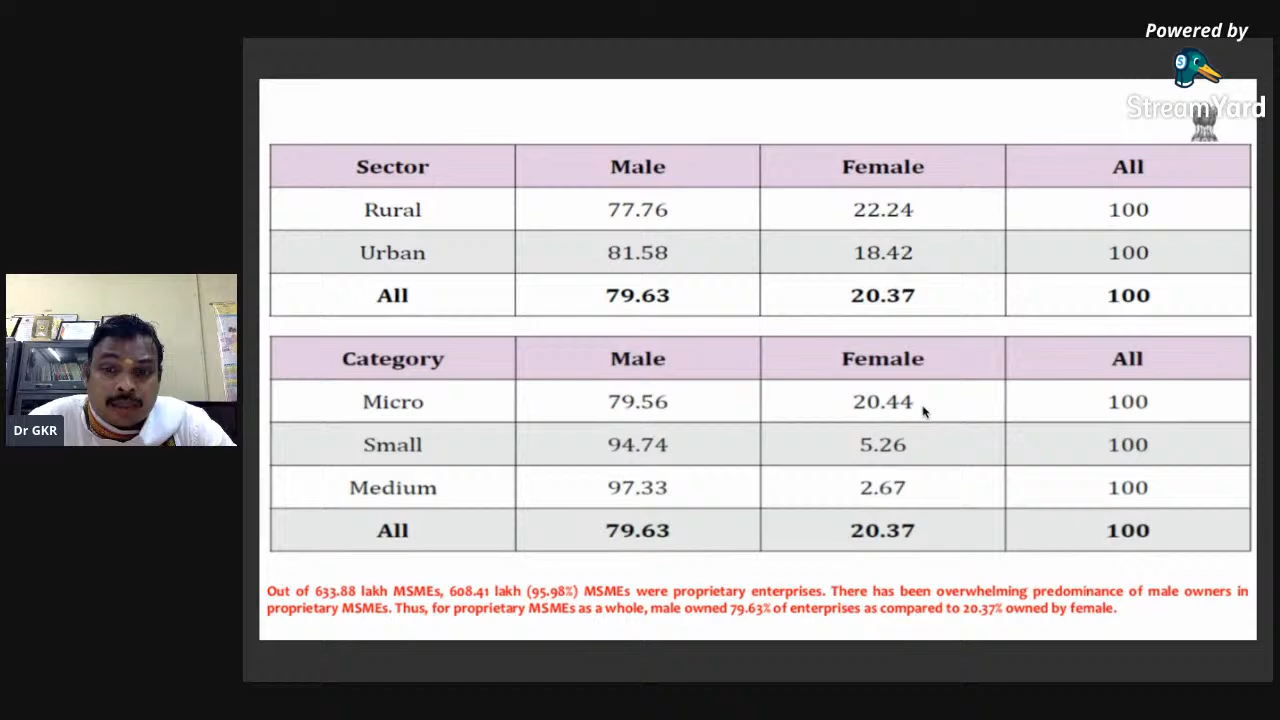 Powered by
StreamYard
Sector Male Female All
Rural 77.76 22.24 100
Urban 81.58 18.42 100
All 79.63 20.37 100
Category Male Female All
Micro 79.56 20.44 100
Small 94.74 5.26 100
Medium 97.33 2.67 100
All 79.63 20.37 100
Dr GKR
Out of 633.88 lakh MSMEs, 608.41 lakh (95.98%) MSMEs were proprietary enterprises. There has been overwhelming predominance of male owners in
proprietary MSMEs. Thus, for proprietary MSMEs as a whole, male owned 79.63% of enterprises as compared to 20.37% owned by female.